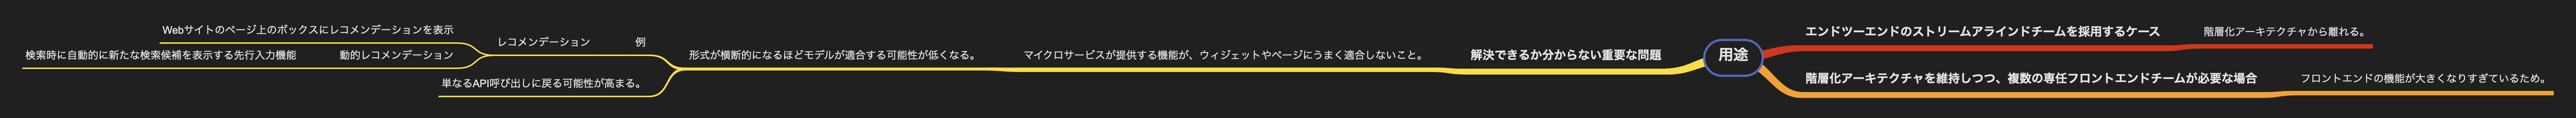 用途
エンドツーエンドのストリームアラインドチームを採用するケース
階層化アーキテクチャから離れる。
階層化アーキテクチャを維持しつつ、複数の専任フロントエンドチームが必要な場合
フロントエンドの機能が大きくなりすぎているため。
解決できるか分からない重要な問題
マイクロサービスが提供する機能が、ウィジェットやページにうまく適合しないこと。
形式が横断的になるほどモデルが適合する可能性が低くなる。
例
レコメンデーション
Webサイトのページ上のボックスにレコメンデーションを表示
動的レコメンデーション
検索時に自動的に新たな検索候補を表示する先行入力機能
単なるAPI呼び出しに戻る可能性が高まる。